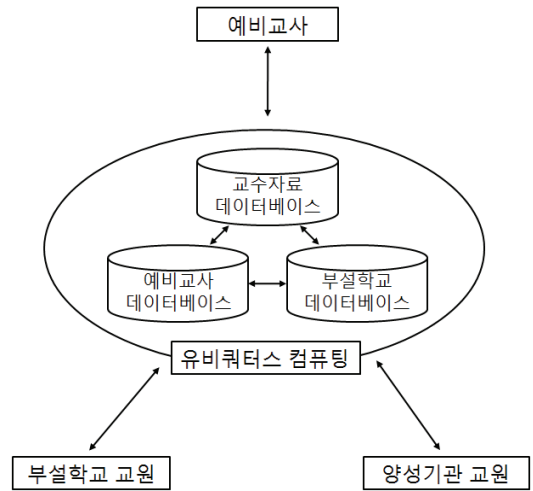 예비교사
교수자료
데이터베이스
예비교사
데이터베이스
부설학교
데이터베이스
유비쿼터스 컴퓨팅
부설학교 교원
양성기관 교원